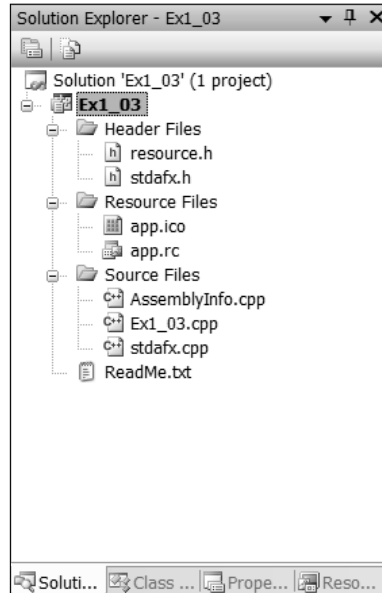 Solution Explorer - Ex1_03
Solution 'Ex1_03' (1 project)
Ex1_03
Header Files
resource.h
stdafx.h
Resource Files
app.ico
app.rc
Source Files
AssemblyInfo.cpp
Ex1_03.cpp
stdafx.cpp
ReadMe.txt
Soluti... Class ... Prope... Reso...